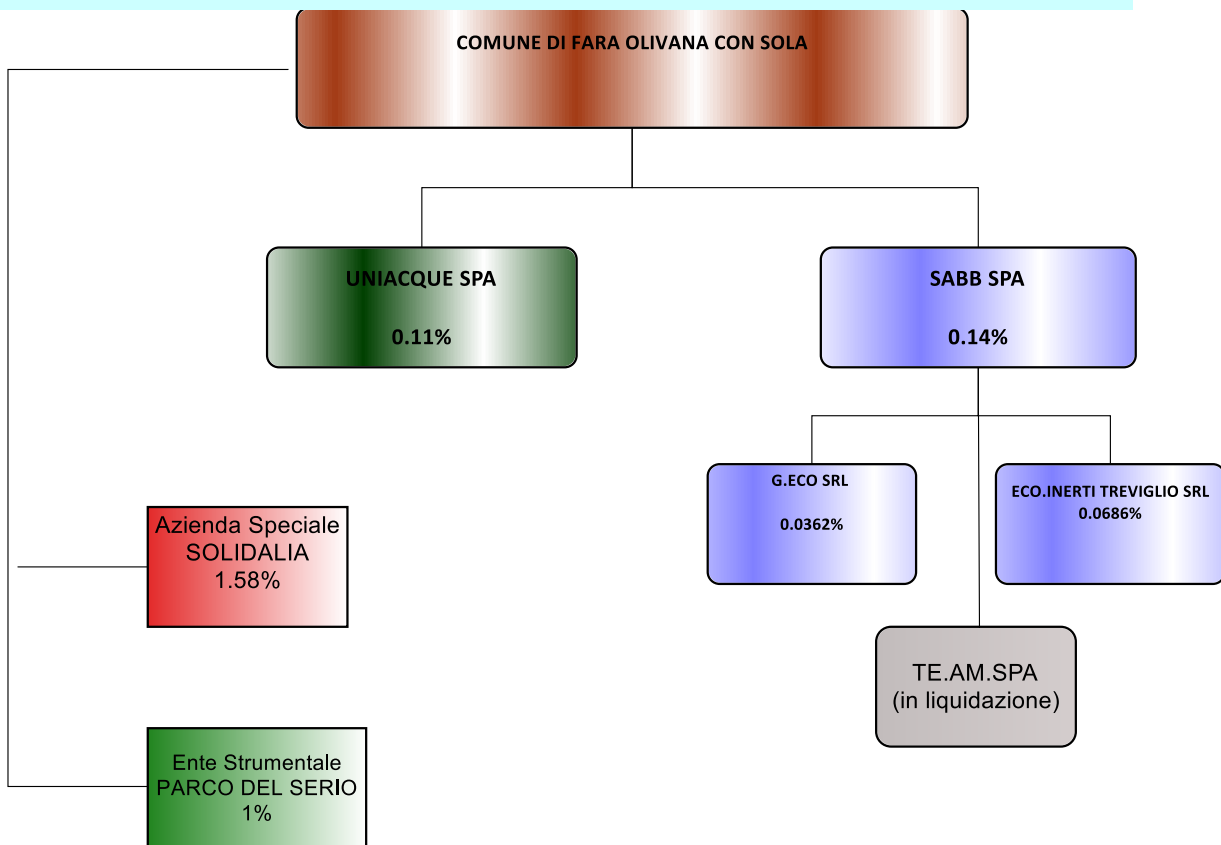 COMUNE DI FARA OLIVANA CON SOLA
UNIACQUE SPA
0.11%
SABB SPA
0.14%
G.ECO SRL
0.0362%
ECO.INERTI TREVIGLIO SRL
0.0686%
Azienda Speciale
SOLIDALIA
1.58%
TE.AM.SPA
(in liquidazione)
Ente Strumentale
PARCO DEL SERIO
1%